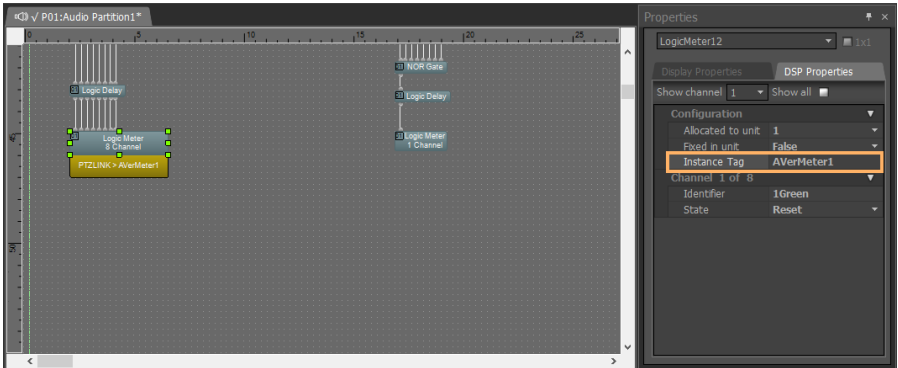 √ P01:Audio Partition1*
0 5 10 15 20 25
NOR Gate
Logic Delay
Logic Delay
Logic Meter
8 Channel
PTZLINK > AVerMeter1
Logic Meter
1 Channel
Properties
LogicMeter12
1x1
Display Properties
DSP Properties
Show channel 1 Show all
Configuration
Allocated to unit 1
Fixed in unit False
Instance Tag AVerMeter1
Channel 1 of 8
Identifier 1Green
State Reset